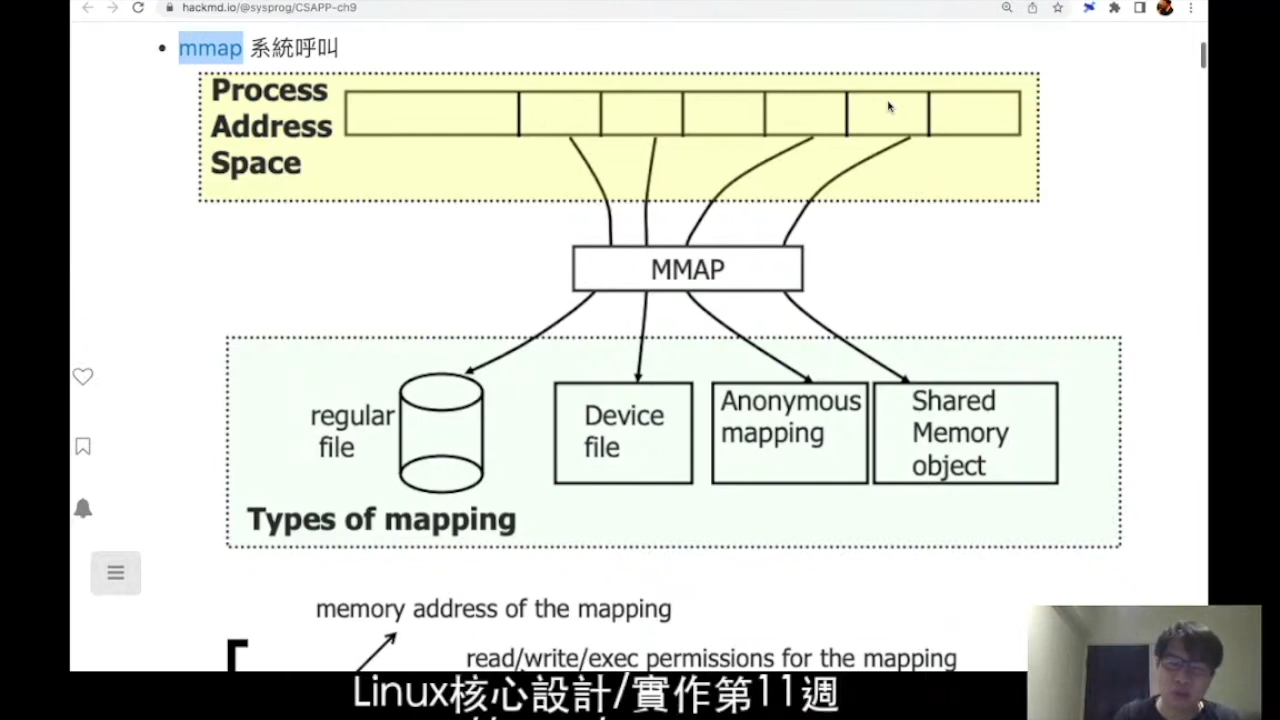 hackmd.io/@sysprog/CSAPP-ch9
mmap 系統呼叫
Process
Address
Space
MMAP
regular
file
Device
file
Anonymous
mapping
Shared
Memory
object
Types of mapping
memory address of the mapping
read/write/exec permissions for the mapping
Linux核心設計/實作第11週